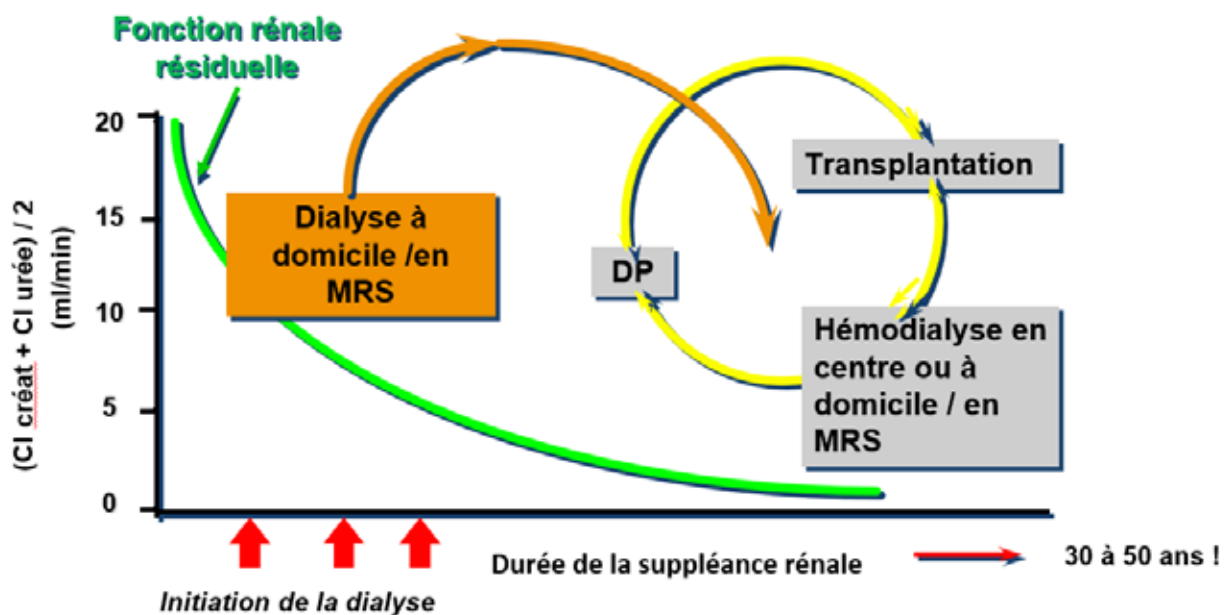 Fonction rénale
résiduelle
20
15
10
5
0
(Cl créat + Cl urée) / 2
(ml/min)
Dialyse à
domicile /en
MRS
Transplantation
DP
Hémodialyse en
centre ou à
domicile / en
MRS
Durée de la suppléance rénale
30 à 50 ans !
Initiation de la dialyse